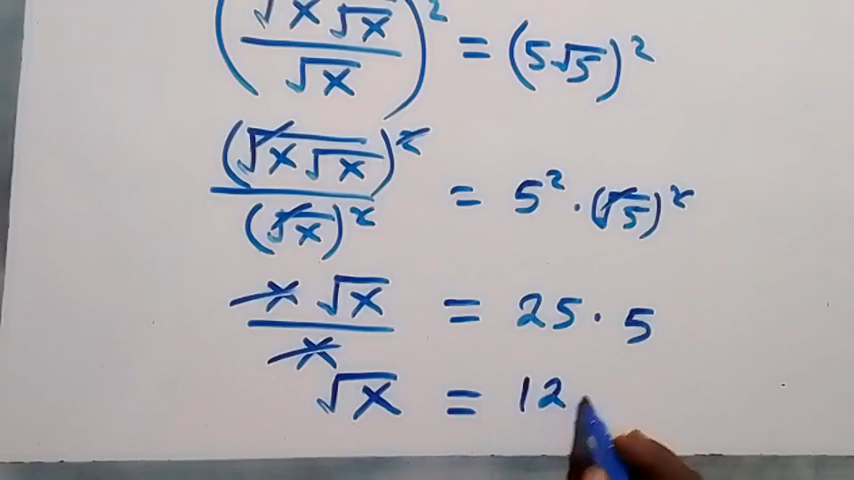 (√(x√x) / √x)² = (5√5)²
(√(x√x))² / (√x)² = 5² · (√5)²
x √x / x = 25 · 5
√x = 12